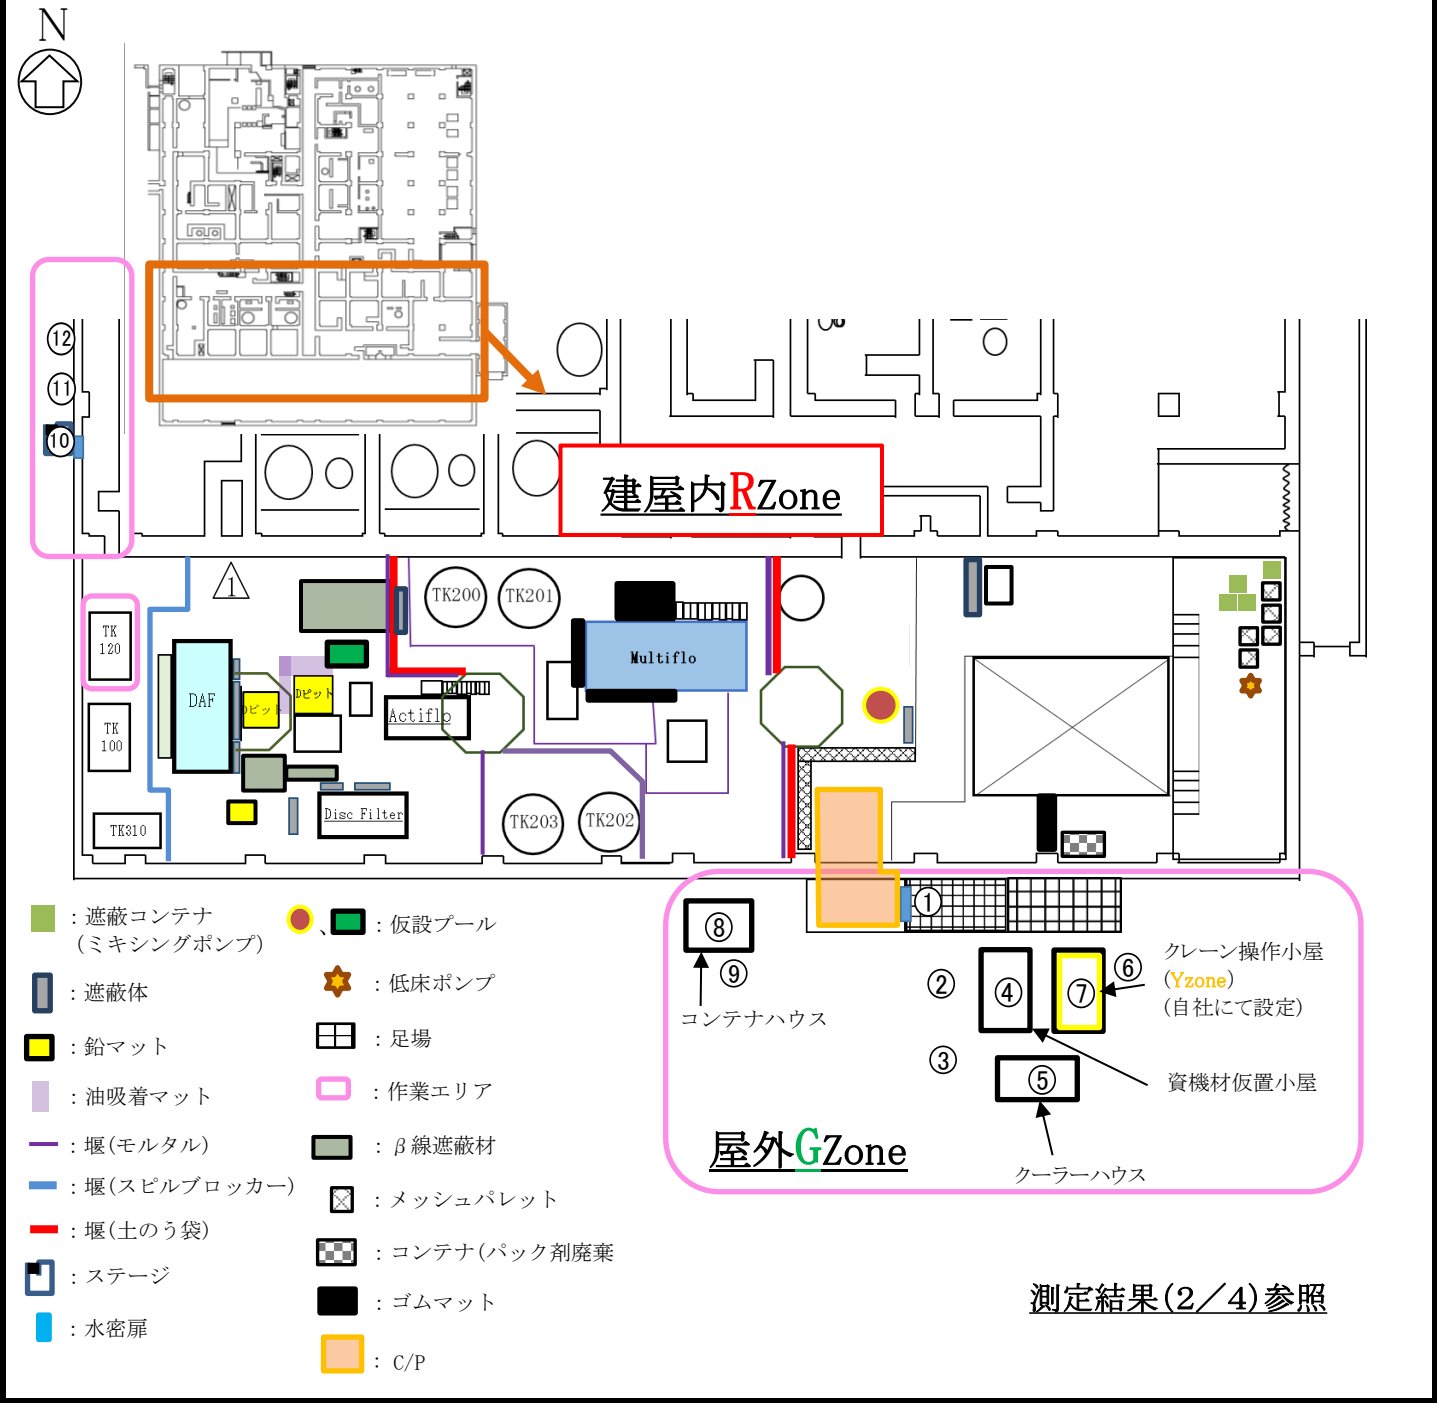 N
12
11
10
建屋内RZone
1
TK
120
TK
100
TK310
DAF
Dピット
Dピット
Actiflo
Disc Filter
TK200
TK201
Multiflo
TK203
TK202
①
⑧
⑨
コンテナハウス
②
③
④
⑦
⑥
⑤
クレーン操作小屋
(Yzone)
(自社にて設定)
資機材仮置小屋
クーラーハウス
屋外GZone
測定結果(2／4)参照
：遮蔽コンテナ
(ミキシングポンプ)
：遮蔽体
：鉛マット
：油吸着マット
：堰(モルタル)
：堰(スピルブロッカー)
：堰(土のう袋)
：ステージ
：水密扉
、：仮設プール
：低床ポンプ
：足場
：作業エリア
：β線遮蔽材
：メッシュパレット
：コンテナ(パック剤廃棄
：ゴムマット
：C/P